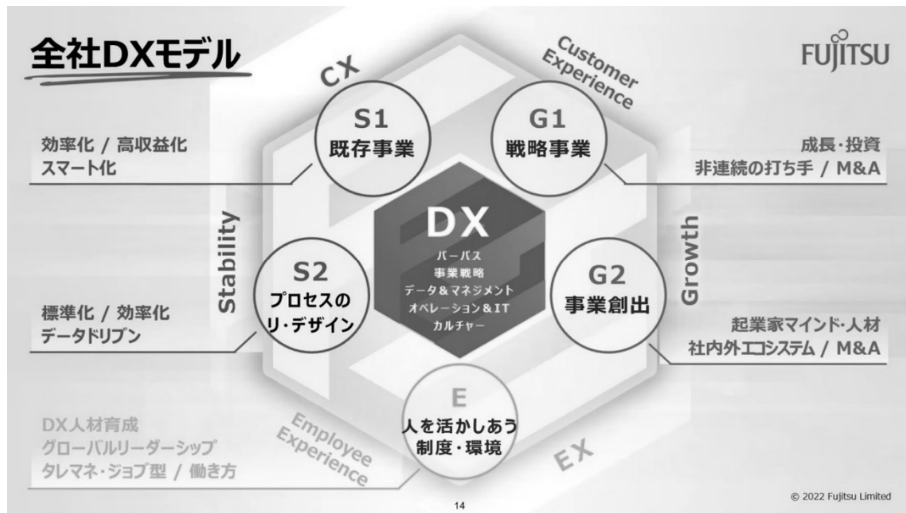 全社DXモデル
FUJITSU
CX
Customer
Experience
S1
既存事業
G1
戦略事業
効率化 / 高収益化
スマート化
成長・投資
非連続の打ち手 / M&A
Stability
Growth
DX
パーパス
事業戦略
データ&マネジメント
オペレーション&IT
カルチャー
S2
プロセスの
リ・デザイン
G2
事業創出
標準化 / 効率化
データドリブン
起業家マインド・人材
社内外エコシステム / M&A
E
人を活かしあう
制度・環境
Employee
Experience
EX
DX人材育成
グローバルリーダーシップ
タレマネ・ジョブ型 / 働き方
14
© 2022 Fujitsu Limited